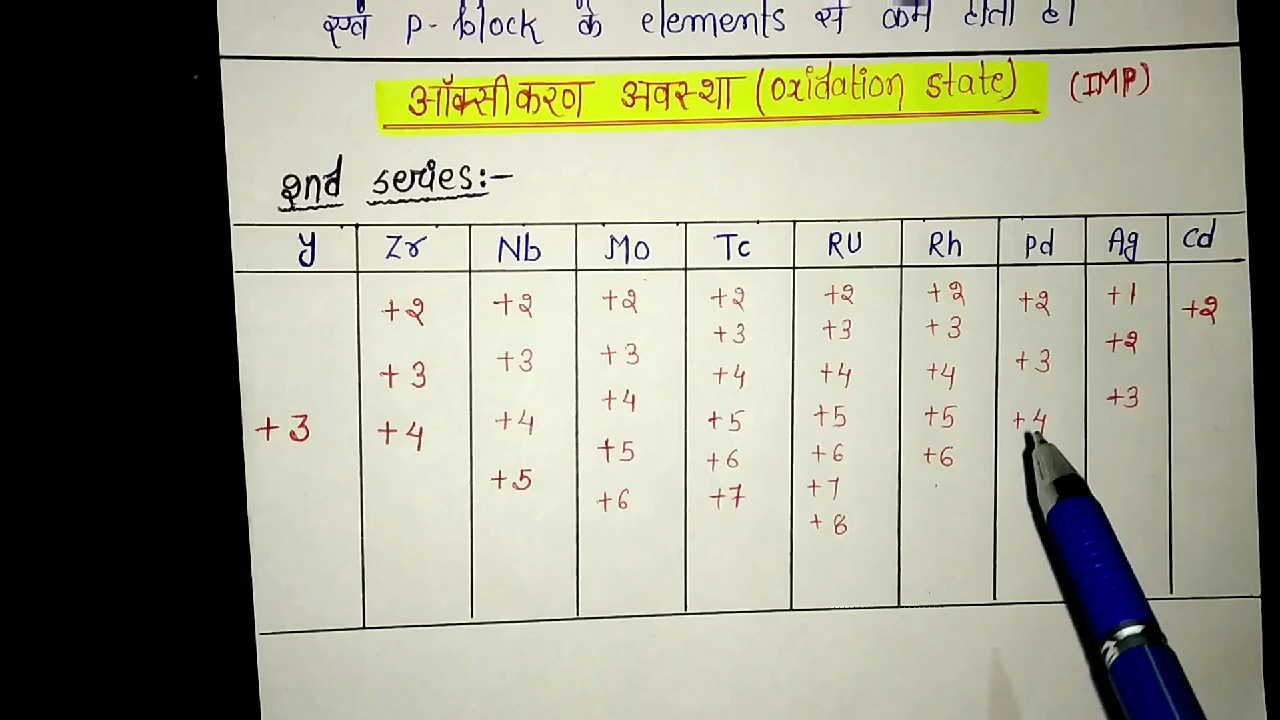 एवं p-block के elements से कम होता है।
ऑक्सीकरण अवस्था (oxidation state) (IMP)
2nd series:-
Y Zr Nb Mo Tc RU Rh Pd Ag Cd
+2 +2 +2 +2 +2 +2 +2 +1 +2
+3 +3 +3 +3 +3 +3 +3 +2
+3 +4 +4 +4 +4 +4 +4 +4 +3
+5 +5 +5 +5 +5
+6 +6 +6 +6
+7 +7
+8